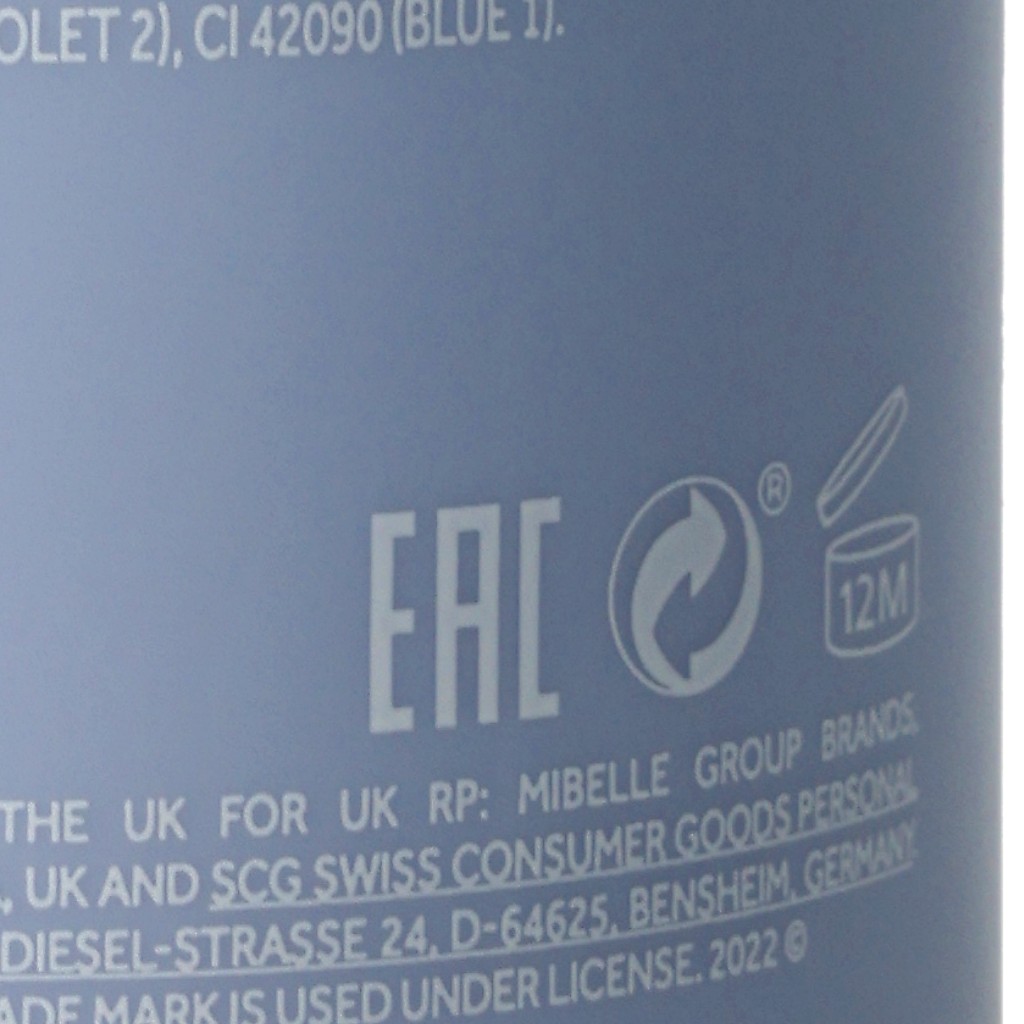 OLET 2), CI 42090 (BLUE 1).
EAC
®
12M
THE UK FOR UK RP: MIBELLE GROUP BRANDS,
, UK AND SCG SWISS CONSUMER GOODS PERSONAL
DIESEL-STRASSE 24, D-64625, BENSHEIM, GERMANY
ADE MARK IS USED UNDER LICENSE. 2022 ©